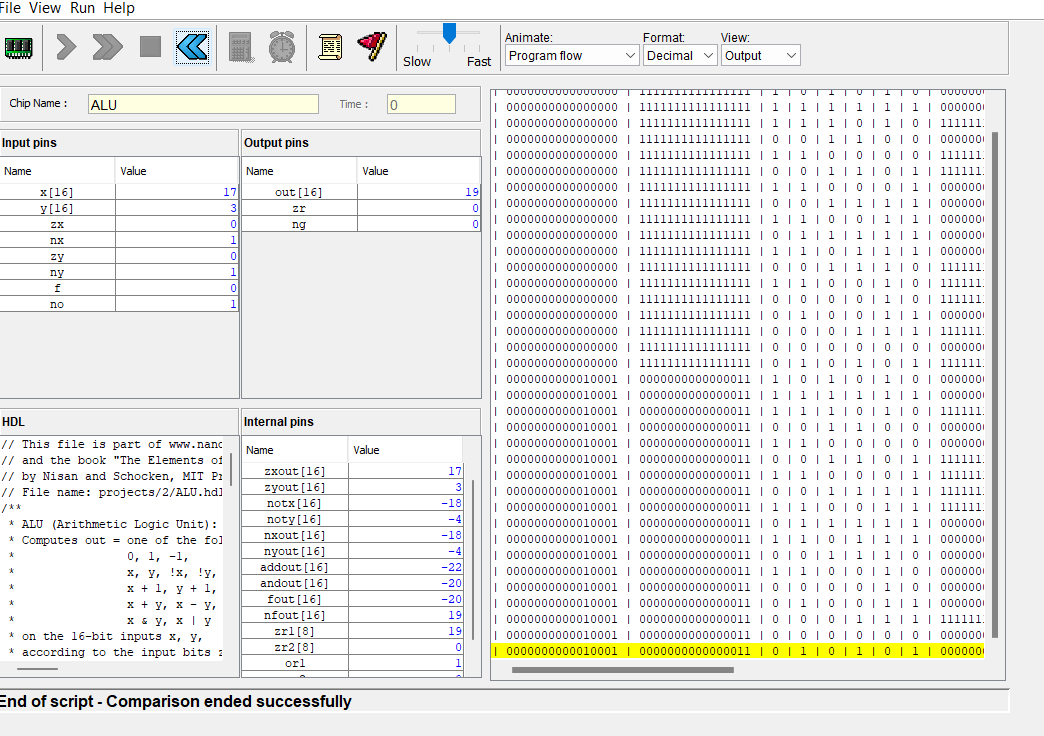 File View Run Help
Slow
Fast
Animate:
Program flow
Format:
Decimal
View:
Output
Chip Name :
ALU
Time :
0
Input pins
Name Value
x[16] 17
y[16] 3
zx 0
nx 1
zy 0
ny 1
f 0
no 1
Output pins
Name Value
out[16] 19
zr 0
ng 0
HDL
// This file is part of www.nand
// and the book "The Elements of
// by Nisan and Schocken, MIT Pr
// File name: projects/2/ALU.hdl
/**
* ALU (Arithmetic Logic Unit):
* Computes out = one of the fol
* 0, 1, -1,
* x, y, !x, !y,
* x + 1, y + 1,
* x + y, x - y,
* x & y, x | y
* on the 16-bit inputs x, y,
* according to the input bits z
Internal pins
Name Value
zxout[16] 17
zyout[16] 3
notx[16] -18
noty[16] -4
nxout[16] -18
nyout[16] -4
addout[16] -22
andout[16] -20
fout[16] -20
nfout[16] 19
zr1[8] 19
zr2[8] 0
or1 1
| 0000000000000000 | 1111111111111111 | 1 | 0 | 1 | 0 | 1 | 0 | 000000
| 0000000000000000 | 1111111111111111 | 1 | 1 | 1 | 1 | 1 | 1 | 000000
| 0000000000000000 | 1111111111111111 | 1 | 1 | 1 | 0 | 1 | 0 | 111111
| 0000000000000000 | 1111111111111111 | 0 | 0 | 1 | 1 | 0 | 0 | 000000
| 0000000000000000 | 1111111111111111 | 1 | 1 | 0 | 0 | 0 | 0 | 111111
| 0000000000000000 | 1111111111111111 | 0 | 0 | 1 | 1 | 0 | 1 | 111111
| 0000000000000000 | 1111111111111111 | 1 | 1 | 0 | 0 | 0 | 1 | 000000
| 0000000000000000 | 1111111111111111 | 0 | 0 | 1 | 1 | 1 | 1 | 000000
| 0000000000000000 | 1111111111111111 | 1 | 1 | 0 | 0 | 1 | 1 | 000000
| 0000000000000000 | 1111111111111111 | 0 | 1 | 1 | 1 | 1 | 1 | 000000
| 0000000000000000 | 1111111111111111 | 1 | 1 | 0 | 1 | 1 | 1 | 000000
| 0000000000000000 | 1111111111111111 | 0 | 0 | 1 | 1 | 1 | 0 | 111111
| 0000000000000000 | 1111111111111111 | 1 | 1 | 0 | 0 | 1 | 0 | 111111
| 0000000000000000 | 1111111111111111 | 0 | 0 | 0 | 0 | 1 | 0 | 111111
| 0000000000000000 | 1111111111111111 | 0 | 1 | 0 | 0 | 1 | 1 | 000000
| 0000000000000000 | 1111111111111111 | 0 | 0 | 0 | 1 | 1 | 1 | 111111
| 0000000000000000 | 1111111111111111 | 0 | 0 | 0 | 0 | 0 | 0 | 000000
| 0000000000000000 | 1111111111111111 | 0 | 1 | 0 | 1 | 0 | 1 | 111111
| 0000000000010001 | 0000000000000011 | 1 | 0 | 1 | 0 | 1 | 0 | 000000
| 0000000000010001 | 0000000000000011 | 1 | 1 | 1 | 1 | 1 | 1 | 000000
| 0000000000010001 | 0000000000000011 | 1 | 1 | 1 | 0 | 1 | 0 | 111111
| 0000000000010001 | 0000000000000011 | 0 | 0 | 1 | 1 | 0 | 0 | 000000
| 0000000000010001 | 0000000000000011 | 1 | 1 | 0 | 0 | 0 | 0 | 000000
| 0000000000010001 | 0000000000000011 | 0 | 0 | 1 | 1 | 0 | 1 | 111111
| 0000000000010001 | 0000000000000011 | 1 | 1 | 0 | 0 | 0 | 1 | 111111
| 0000000000010001 | 0000000000000011 | 0 | 0 | 1 | 1 | 1 | 1 | 111111
| 0000000000010001 | 0000000000000011 | 1 | 1 | 0 | 0 | 1 | 1 | 111111
| 0000000000010001 | 0000000000000011 | 0 | 1 | 1 | 1 | 1 | 1 | 000000
| 0000000000010001 | 0000000000000011 | 1 | 1 | 0 | 1 | 1 | 1 | 000000
| 0000000000010001 | 0000000000000011 | 0 | 0 | 1 | 1 | 1 | 0 | 000000
| 0000000000010001 | 0000000000000011 | 1 | 1 | 0 | 0 | 1 | 0 | 000000
| 0000000000010001 | 0000000000000011 | 0 | 0 | 0 | 0 | 1 | 0 | 000000
| 0000000000010001 | 0000000000000011 | 0 | 1 | 0 | 0 | 1 | 1 | 000000
| 0000000000010001 | 0000000000000011 | 0 | 0 | 0 | 1 | 1 | 1 | 111111
| 0000000000010001 | 0000000000000011 | 0 | 0 | 0 | 0 | 0 | 0 | 000000
| 0000000000010001 | 0000000000000011 | 0 | 1 | 0 | 1 | 0 | 1 | 000000
End of script - Comparison ended successfully